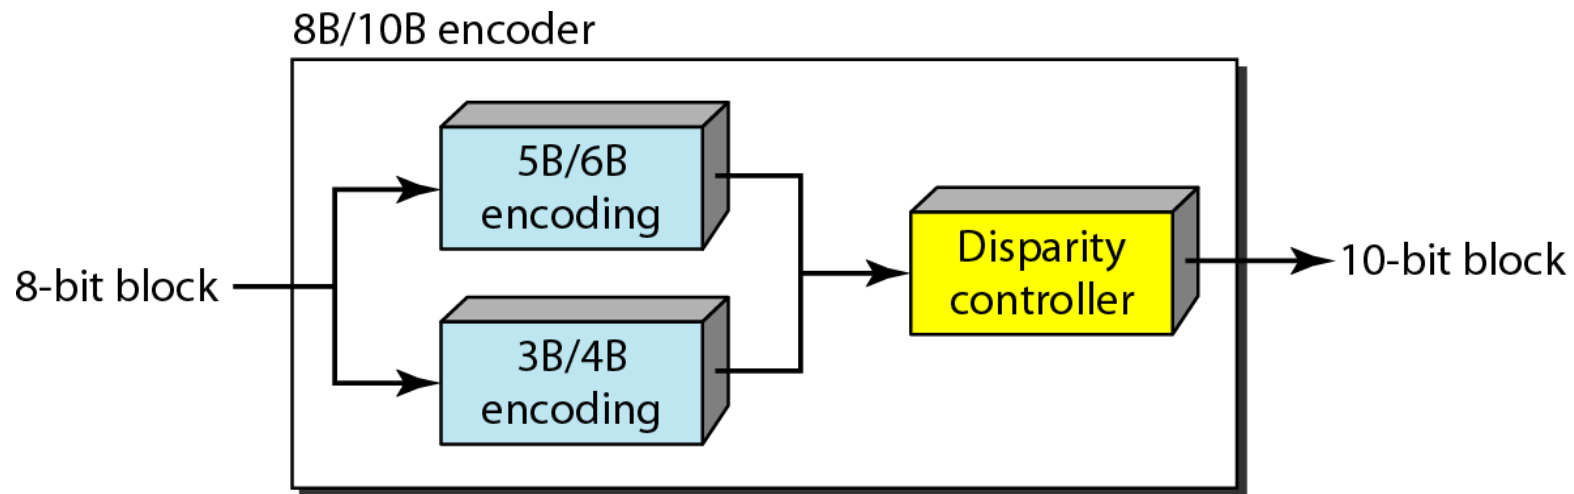 8B/10B encoder
5B/6B
encoding
8-bit block
3B/4B
encoding
Disparity
controller
10-bit block